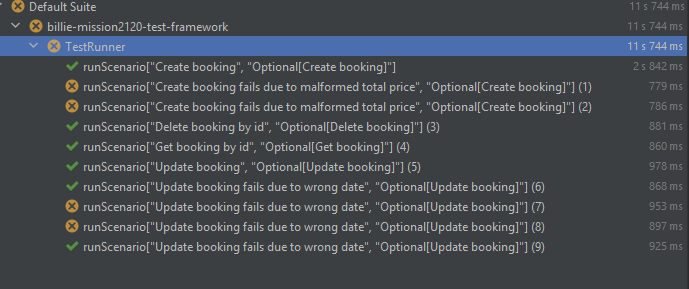 Default Suite 11 s 744 ms
billie-mission2120-test-framework 11 s 744 ms
TestRunner 11 s 744 ms
runScenario["Create booking", "Optional[Create booking]"] 2 s 842 ms
runScenario["Create booking fails due to malformed total price", "Optional[Create booking]"] (1) 779 ms
runScenario["Create booking fails due to malformed total price", "Optional[Create booking]"] (2) 786 ms
runScenario["Delete booking by id", "Optional[Delete booking]"] (3) 881 ms
runScenario["Get booking by id", "Optional[Get booking]"] (4) 860 ms
runScenario["Update booking", "Optional[Update booking]"] (5) 978 ms
runScenario["Update booking fails due to wrong date", "Optional[Update booking]"] (6) 868 ms
runScenario["Update booking fails due to wrong date", "Optional[Update booking]"] (7) 953 ms
runScenario["Update booking fails due to wrong date", "Optional[Update booking]"] (8) 897 ms
runScenario["Update booking fails due to wrong date", "Optional[Update booking]"] (9) 925 ms